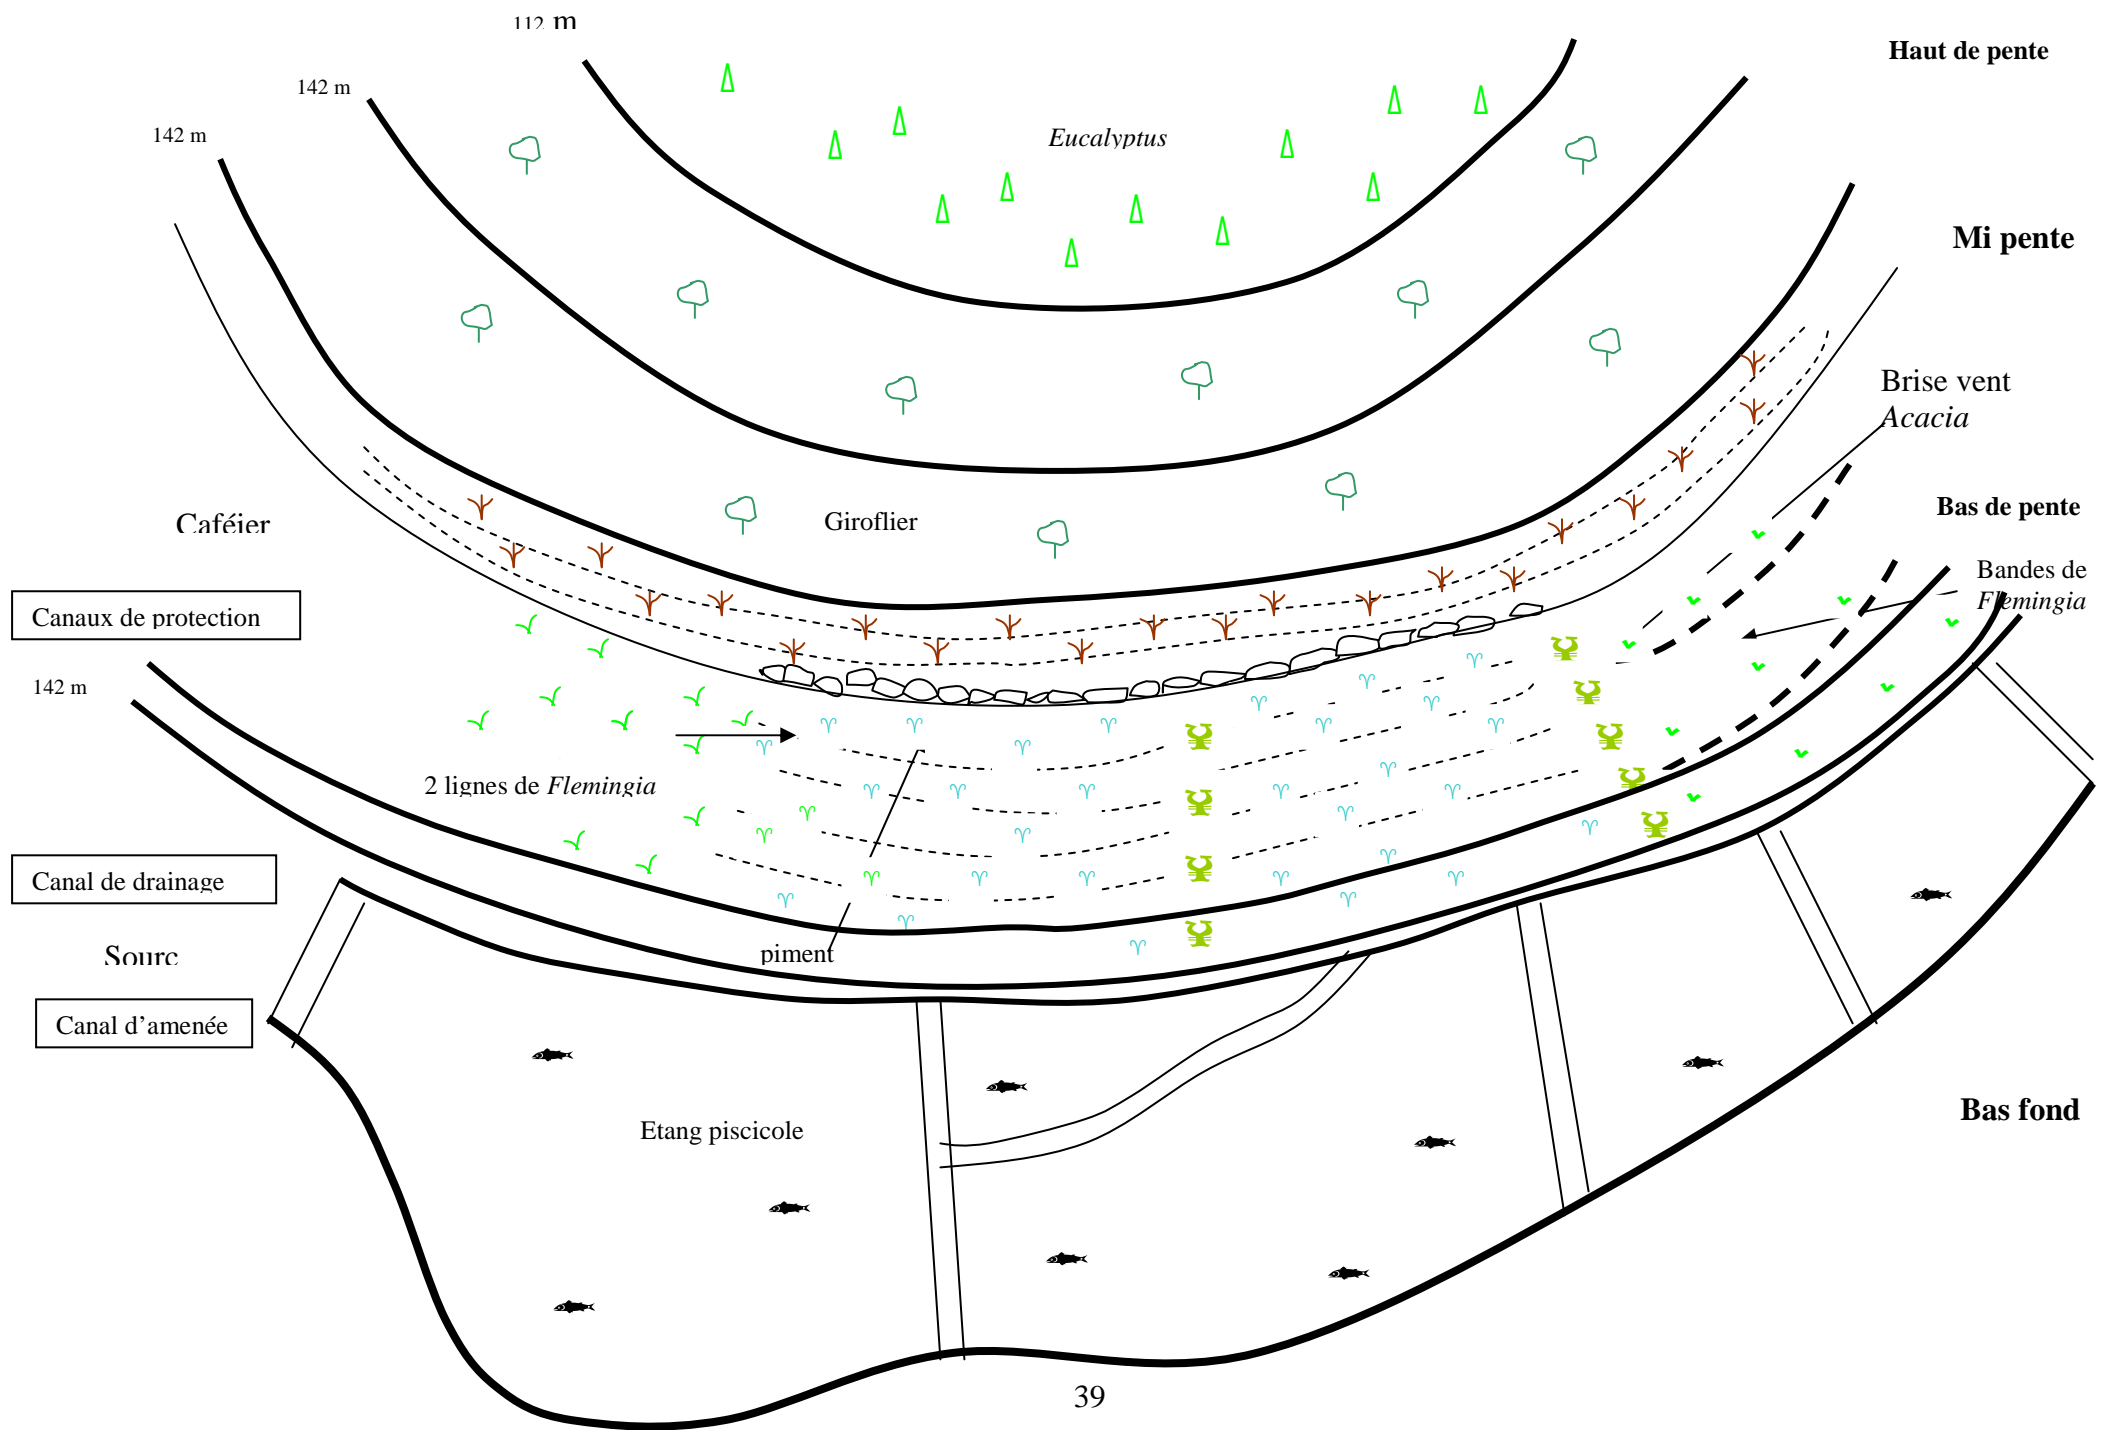 112 m
Haut de pente
142 m
142 m
Eucalyptus
Mi pente
Brise vent
Acacia
Bas de pente
Caféier
Giroflier
Bandes de
Flemingia
Canaux de protection
142 m
2 lignes de Flemingia
Canal de drainage
Sourc
piment
Canal d’amenée
Etang piscicole
Bas fond
39